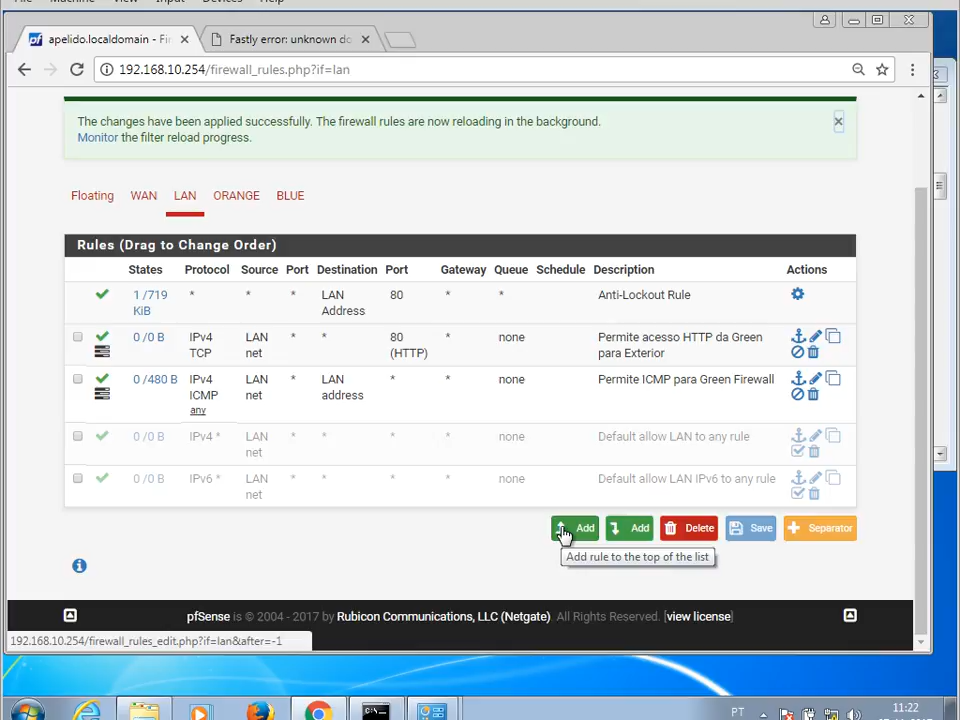 File Machine View Input Devices Help
apelido.localdomain - Fir
Fastly error: unknown do
192.168.10.254/firewall_rules.php?if=lan
The changes have been applied successfully. The firewall rules are now reloading in the background.
Monitor the filter reload progress.
Floating WAN LAN ORANGE BLUE
Rules (Drag to Change Order)
States Protocol Source Port Destination Port Gateway Queue Schedule Description Actions
1 /719 KiB * * * LAN Address 80 * * Anti-Lockout Rule
0 /0 B IPv4 TCP LAN net * * 80 (HTTP) * none Permite acesso HTTP da Green para Exterior
0 /480 B IPv4 ICMP any LAN net * LAN address * * none Permite ICMP para Green Firewall
0 /0 B IPv4 * LAN net * * * * none Default allow LAN to any rule
0 /0 B IPv6 * LAN net * * * * none Default allow LAN IPv6 to any rule
Add Add Delete Save Separator
Add rule to the top of the list
pfSense is © 2004 - 2017 by Rubicon Communications, LLC (Netgate). All Rights Reserved. [view license]
192.168.10.254/firewall_rules_edit.php?if=lan&after=-1
PT
11:22